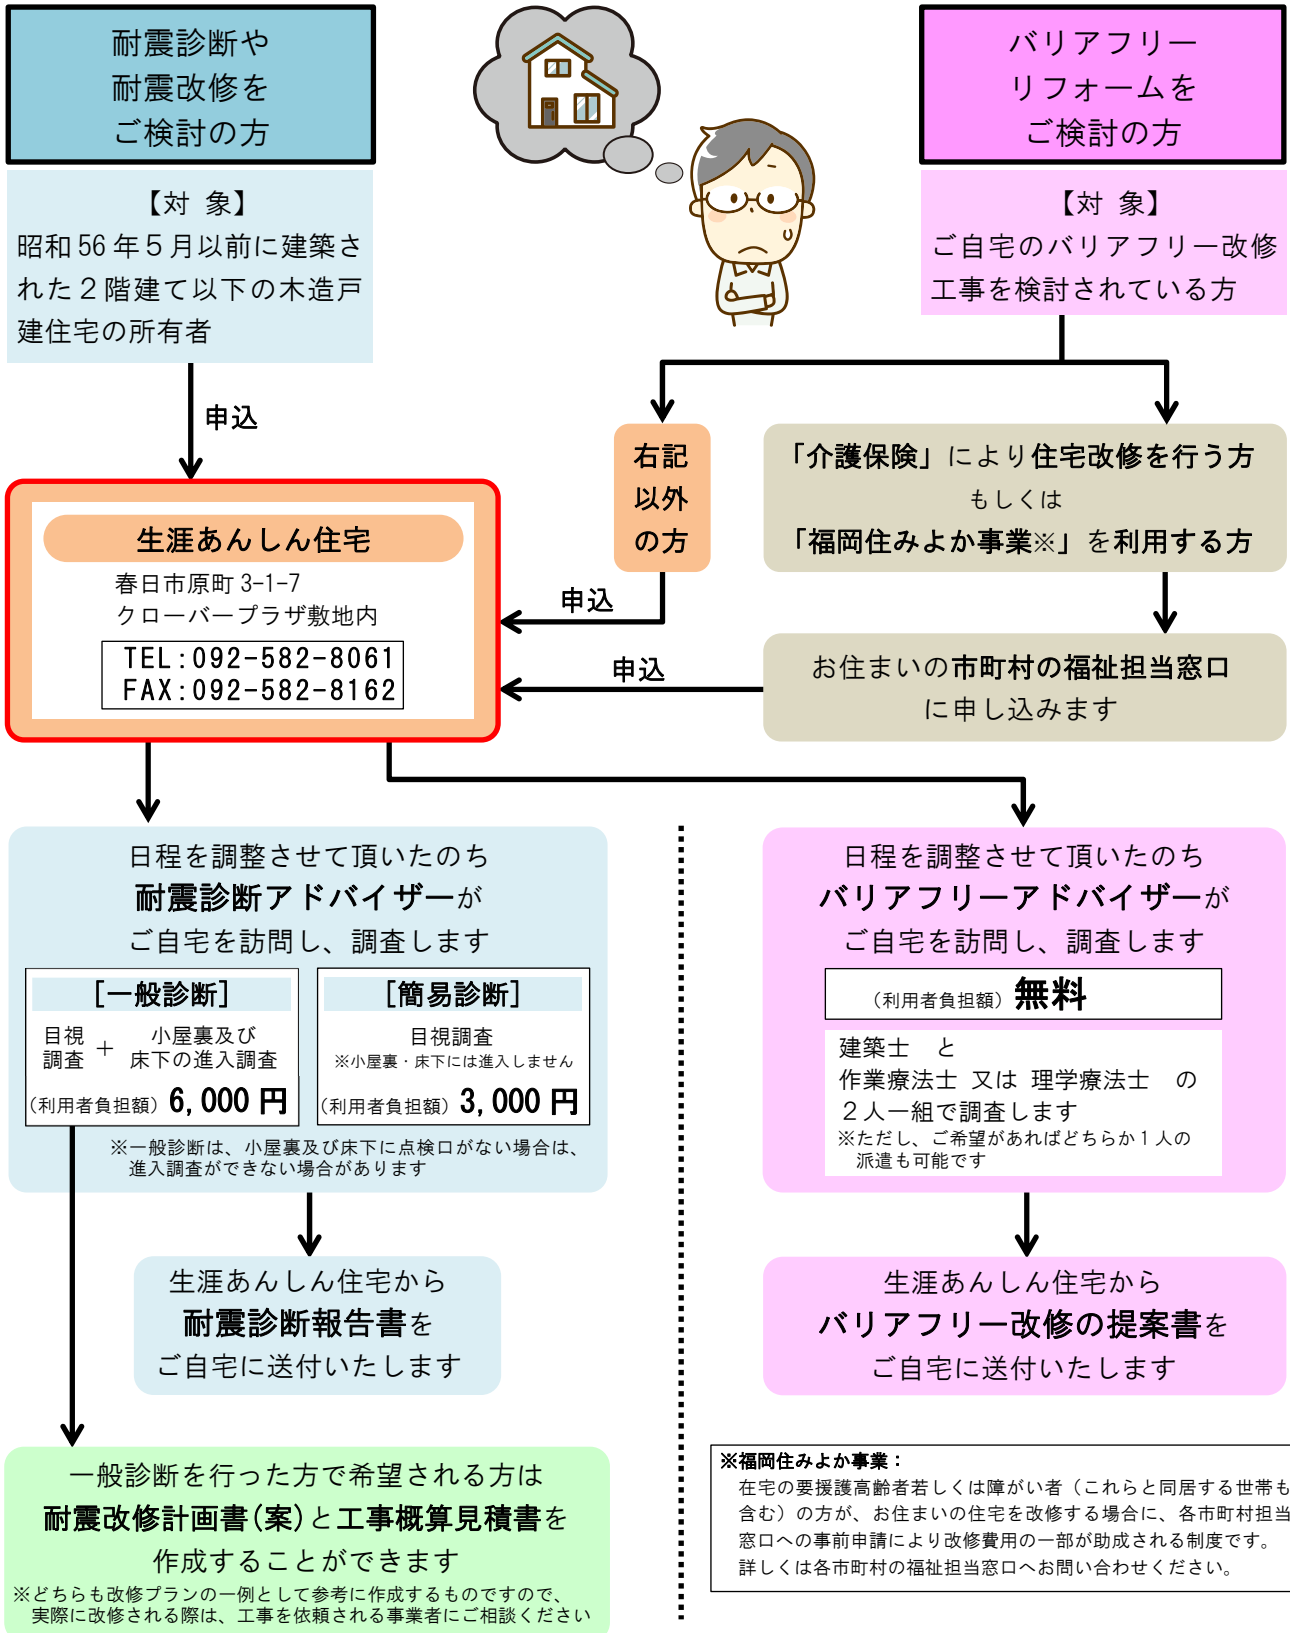 耐震診断や
耐震改修を
ご検討の方
【対 象】
昭和56年５月以前に建築さ
れた２階建て以下の木造戸
建住宅の所有者
申込
バリアフリー
リフォームを
ご検討の方
【対 象】
ご自宅のバリアフリー改修
工事を検討されている方
右記
以外
の方
申込
「介護保険」により住宅改修を行う方
もしくは
「福岡住みよか事業※」を利用する方
お住まいの市町村の福祉担当窓口
に申し込みます
申込
生涯あんしん住宅
春日市原町3-1-7
クローバープラザ敷地内
TEL:092-582-8061
FAX:092-582-8162
日程を調整させて頂いたのち
耐震診断アドバイザーが
ご自宅を訪問し、調査します
［一般診断］
目視
調査
＋
小屋裏及び
床下の進入調査
（利用者負担額）6,000円
［簡易診断］
目視調査
※小屋裏・床下には進入しません
（利用者負担額）3,000円
※一般診断は、小屋裏及び床下に点検口がない場合は、
進入調査ができない場合があります
生涯あんしん住宅から
耐震診断報告書を
ご自宅に送付いたします
一般診断を行った方で希望される方は
耐震改修計画書(案)と工事概算見積書を
作成することができます
※どちらも改修プランの一例として参考に作成するものですので、
実際に改修される際は、工事を依頼される事業者にご相談ください
日程を調整させて頂いたのち
バリアフリーアドバイザーが
ご自宅を訪問し、調査します
（利用者負担額）無料
建築士 と
作業療法士 又は 理学療法士 の
２人一組で調査します
※ただし、ご希望があればどちらか１人の
派遣も可能です
生涯あんしん住宅から
バリアフリー改修の提案書を
ご自宅に送付いたします
※福岡住みよか事業：
在宅の要援護高齢者若しくは障がい者（これらと同居する世帯も
含む）の方が、お住まいの住宅を改修する場合に、各市町村担当
窓口への事前申請により改修費用の一部が助成される制度です。
詳しくは各市町村の福祉担当窓口へお問い合わせください。